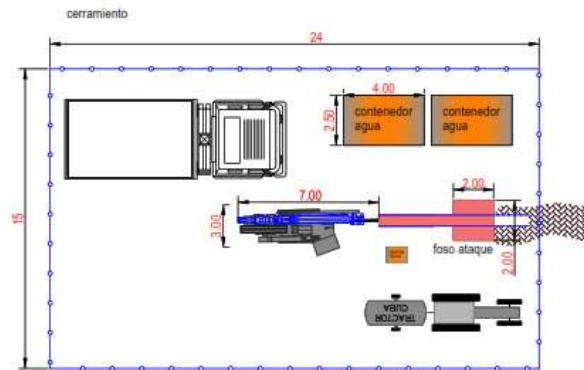 cerramiento
24
4.00
2.50
contenedor
agua
contenedor
agua
15
7.00
2.00
3.00
foso ataque
2.00
TRACTOR
CUBA